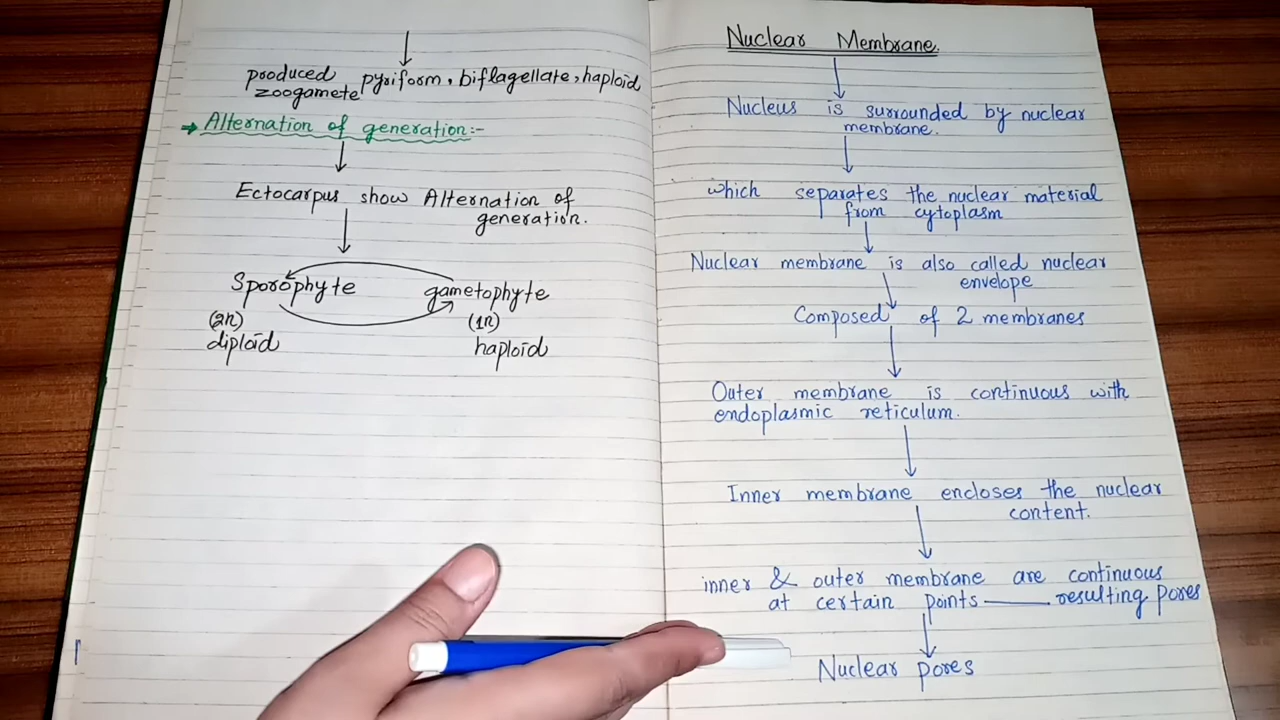 produced pyriform, biflagellate, haploid
zoogamete
→ Alternation of generation:-
Ectocarpus show Alternation of
generation.
Sporophyte gametophyte
(2n) (1n)
diploid haploid
Nuclear Membrane.
Nucleus is surrounded by nuclear
membrane.
which separates the nuclear material
from cytoplasm
Nuclear membrane is also called nuclear
envelope
Composed of 2 membranes
Outer membrane is continuous with
endoplasmic reticulum.
Inner membrane encloses the nuclear
content.
inner & outer membrane are continuous
at certain points — resulting pores
Nuclear pores